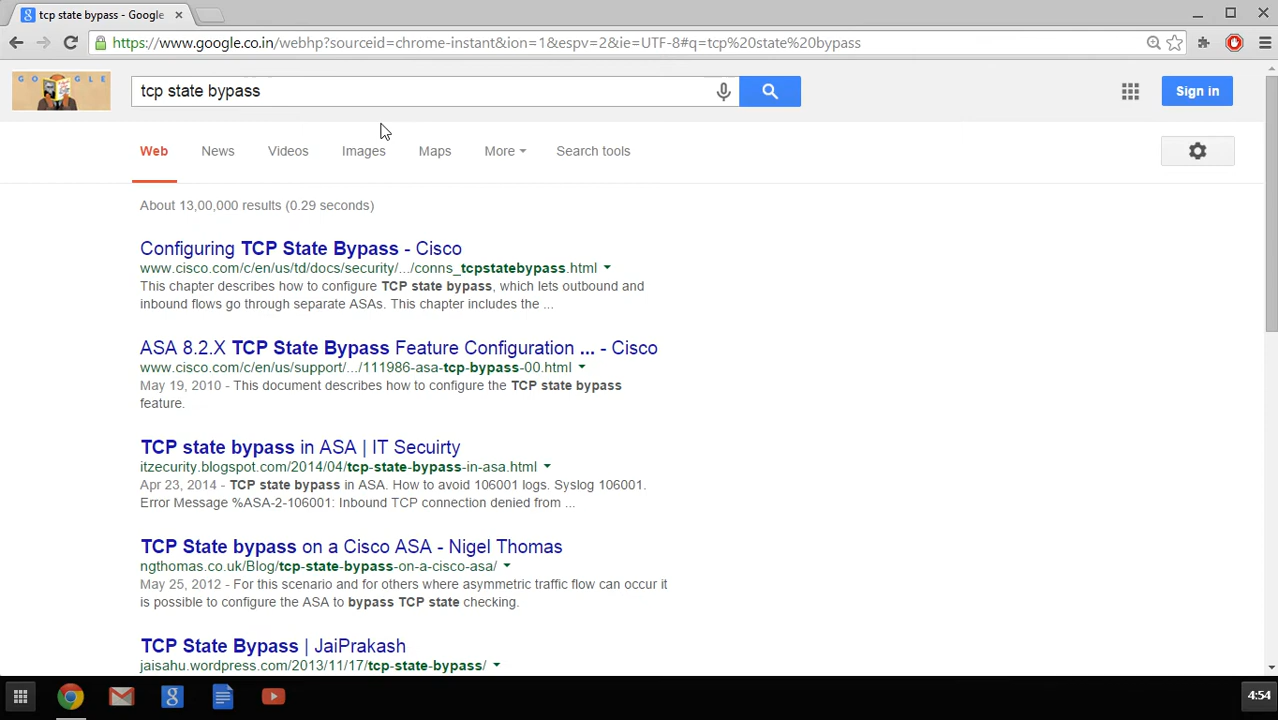 tcp state bypass - Google
https://www.google.co.in/webhp?sourceid=chrome-instant&ion=1&espv=2&ie=UTF-8#q=tcp%20state%20bypass
G O O G L E
tcp state bypass
Sign in
Web News Videos Images Maps More Search tools
About 13,00,000 results (0.29 seconds)
Configuring TCP State Bypass - Cisco
www.cisco.com/c/en/us/td/docs/security/.../conns_tcpstatebypass.html
This chapter describes how to configure TCP state bypass, which lets outbound and
inbound flows go through separate ASAs. This chapter includes the ...
ASA 8.2.X TCP State Bypass Feature Configuration ... - Cisco
www.cisco.com/c/en/us/support/.../111986-asa-tcp-bypass-00.html
May 19, 2010 - This document describes how to configure the TCP state bypass
feature.
TCP state bypass in ASA | IT Secuirty
itzecurity.blogspot.com/2014/04/tcp-state-bypass-in-asa.html
Apr 23, 2014 - TCP state bypass in ASA. How to avoid 106001 logs. Syslog 106001.
Error Message %ASA-2-106001: Inbound TCP connection denied from ...
TCP State bypass on a Cisco ASA - Nigel Thomas
ngthomas.co.uk/Blog/tcp-state-bypass-on-a-cisco-asa/
May 25, 2012 - For this scenario and for others where asymmetric traffic flow can occur it
is possible to configure the ASA to bypass TCP state checking.
TCP State Bypass | JaiPrakash
jaisahu.wordpress.com/2013/11/17/tcp-state-bypass/
4:54